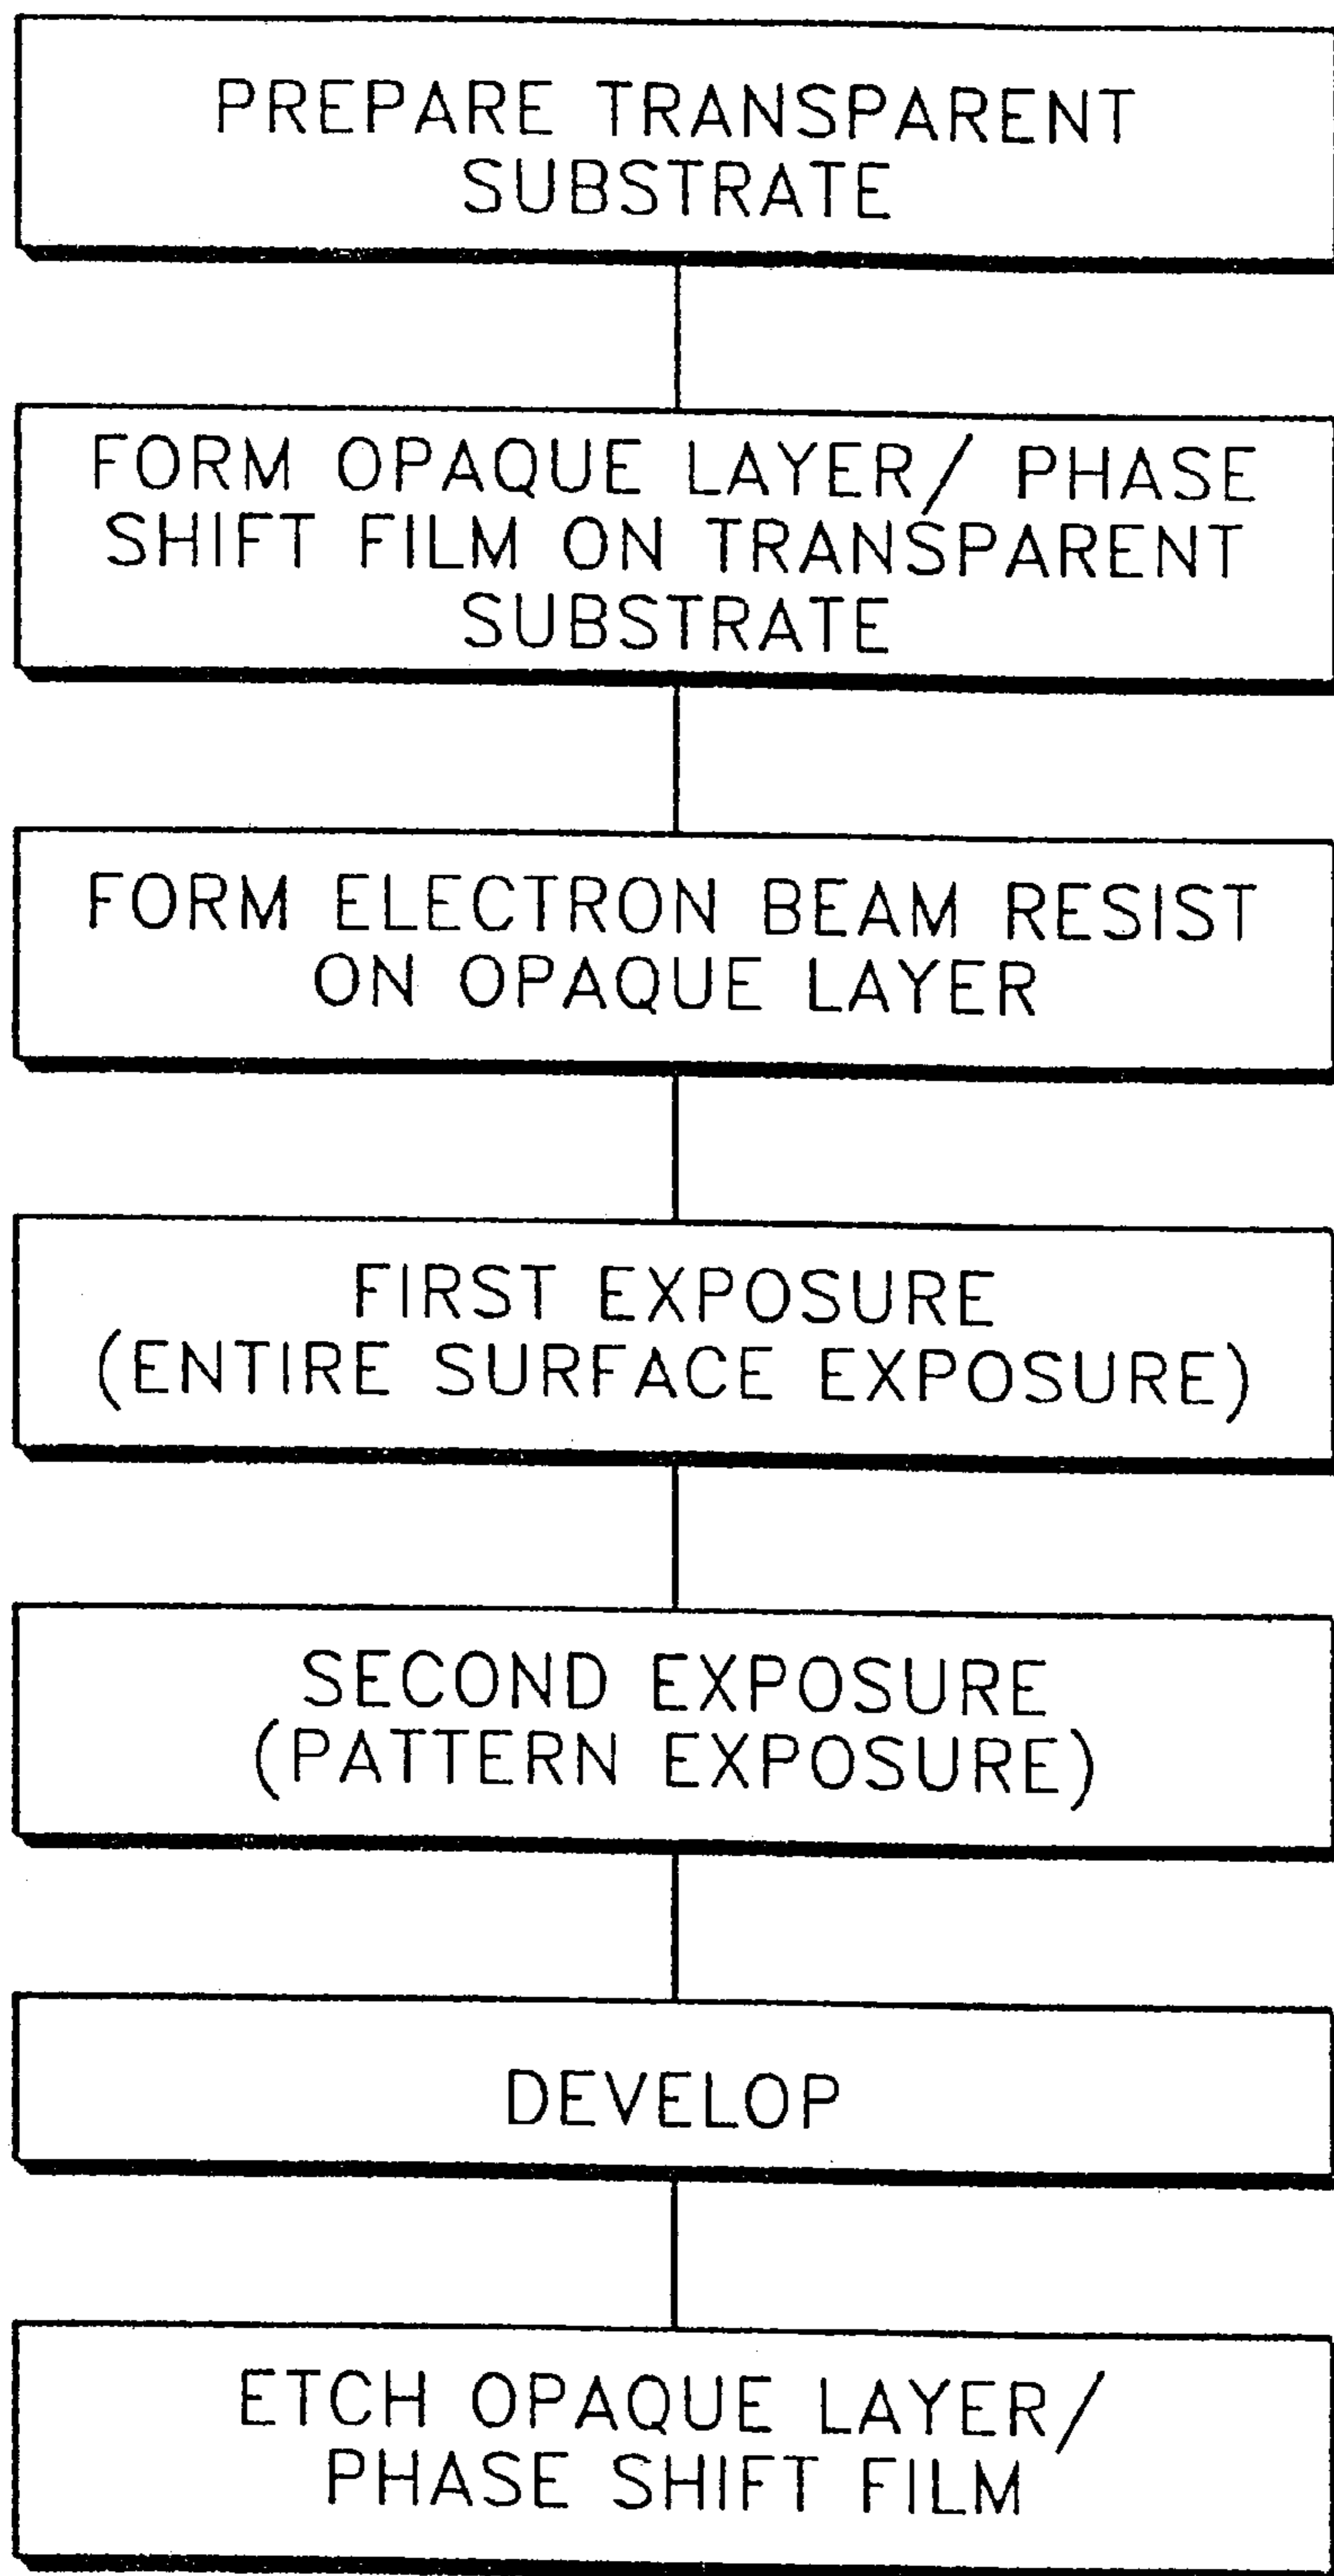 PREPARE TRANSPARENT
SUBSTRATE
FORM OPAQUE LAYER/ PHASE
SHIFT FILM ON TRANSPARENT
SUBSTRATE
FORM ELECTRON BEAM RESIST
ON OPAQUE LAYER
FIRST EXPOSURE
(ENTIRE SURFACE EXPOSURE)
SECOND EXPOSURE
(PATTERN EXPOSURE)
DEVELOP
ETCH OPAQUE LAYER/
PHASE SHIFT FILM